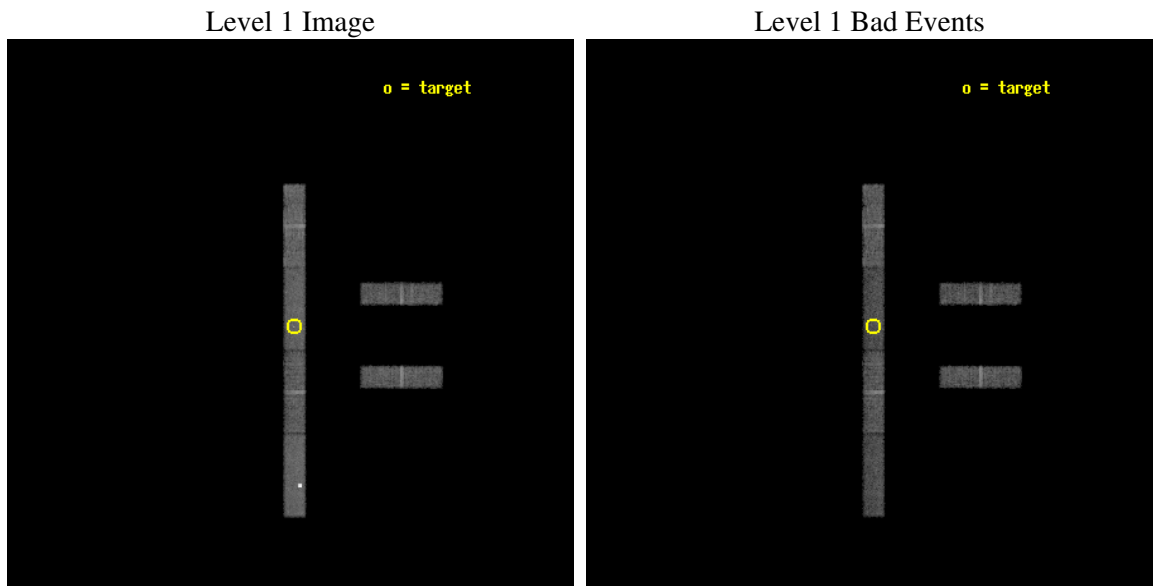 Level 1 Image
Level 1 Bad Events
o = target
o = target